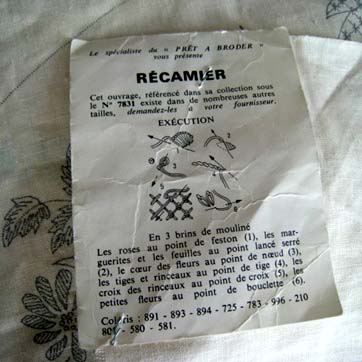 Le spécialiste du " PRÊT A BRODER "
vous présente
RÉCAMIER
Cet ouvrage, référencé dans sa collection sous
le N° 7831 existe dans de nombreuses autres
tailles, demandez-les à votre fournisseur.
EXÉCUTION
En 3 brins de mouliné
Les roses au point de feston (1), les mar-
guerites et les feuilles au point lancé serré
(2), le cœur des fleurs au point de nœud (3),
les tiges et rinceaux au point de tige (4), les
croix des rinceaux au point de croix (5), les
petites fleurs au point de bouclette (6).
Coloris : 891 - 893 - 894 - 725 - 783 - 996 - 210
801 - 580 - 581.